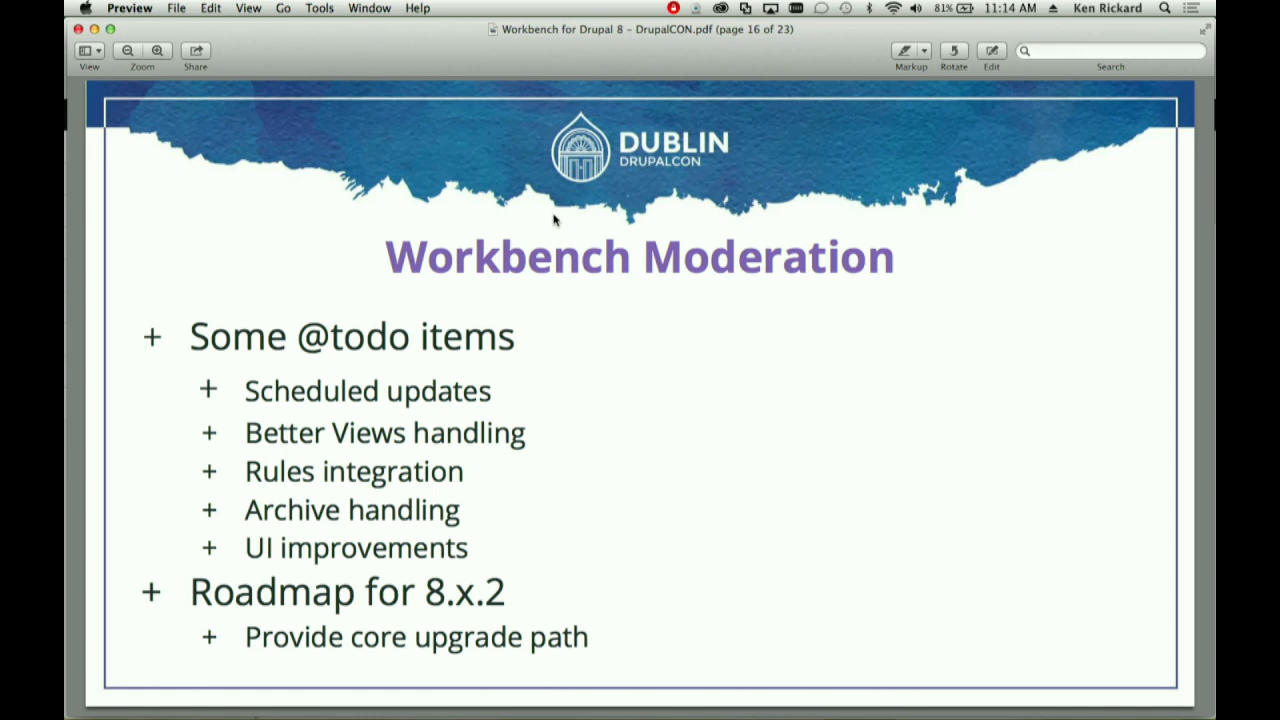 Preview File Edit View Go Tools Window Help 81% 11:14 AM Ken Rickard
Workbench for Drupal 8 – DrupalCON.pdf (page 16 of 23)
View Zoom Share Markup Rotate Edit Search
DUBLIN
DRUPALCON
Workbench Moderation
+ Some @todo items
+ Scheduled updates
+ Better Views handling
+ Rules integration
+ Archive handling
+ UI improvements
+ Roadmap for 8.x.2
+ Provide core upgrade path